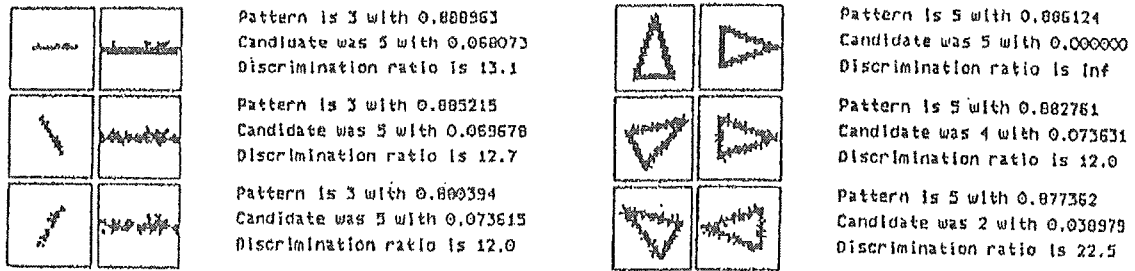 Pattern is 3 with 0.888963
Candidate was 5 with 0.068073
Discrimination ratio is 13.1
Pattern is 3 with 0.885215
Candidate was 5 with 0.069678
Discrimination ratio is 12.7
Pattern is 3 with 0.880394
Candidate was 5 with 0.073615
Discrimination ratio is 12.0
Pattern is 5 with 0.886124
Candidate was 5 with 0.000000
Discrimination ratio is Inf
Pattern is 5 with 0.882761
Candidate was 4 with 0.073631
Discrimination ratio is 12.0
Pattern is 5 with 0.877362
Candidate was 2 with 0.038979
Discrimination ratio is 22.5